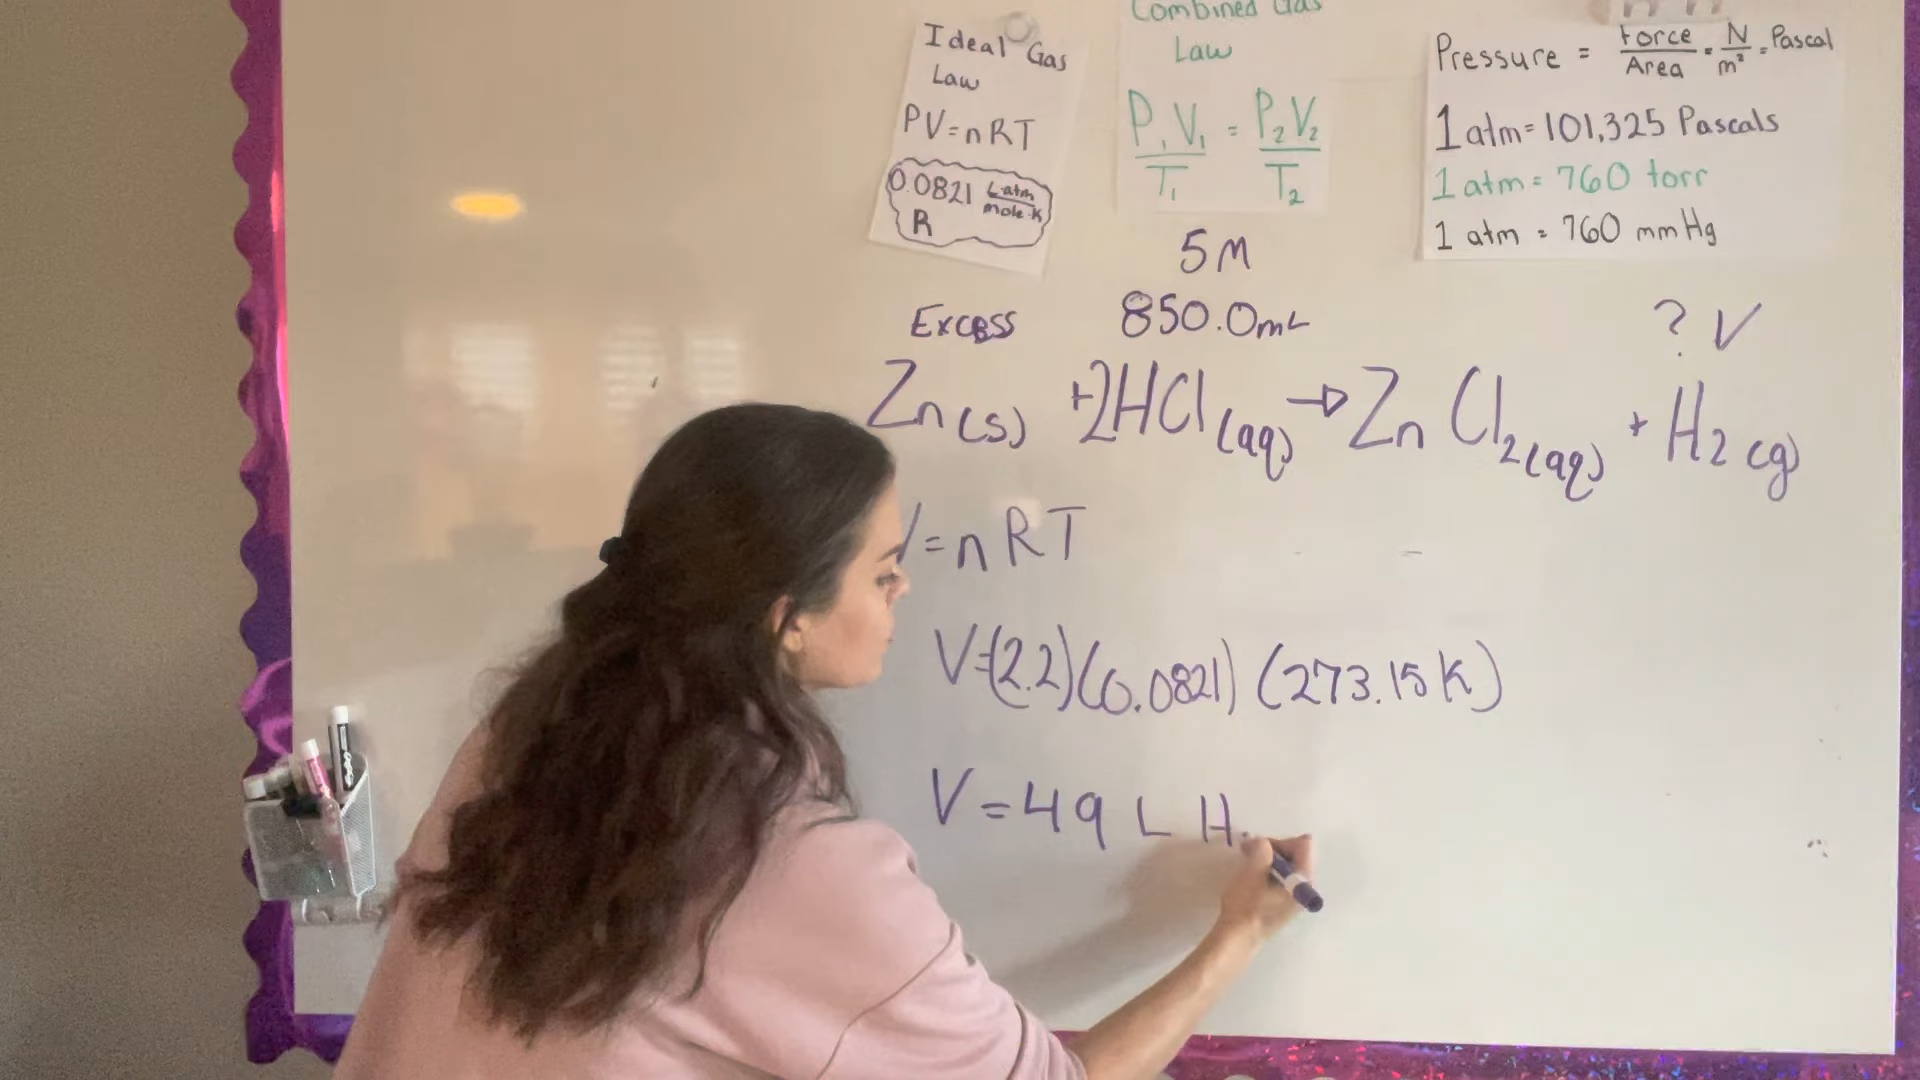 Ideal Gas
Law
PV=nRT
0.0821 L·atm/mole·K
R
Combined Gas
Law
P₁V₁/T₁ = P₂V₂/T₂
Pressure = Force/Area = N/m² = Pascal
1 atm = 101,325 Pascals
1 atm = 760 torr
1 atm = 760 mmHg
5M
Excess 850.0mL ? V
Zn(s) + 2HCl(aq) → ZnCl₂(aq) + H₂(g)
V=nRT
V=(2.2)(0.0821)(273.15K)
V=49 L H